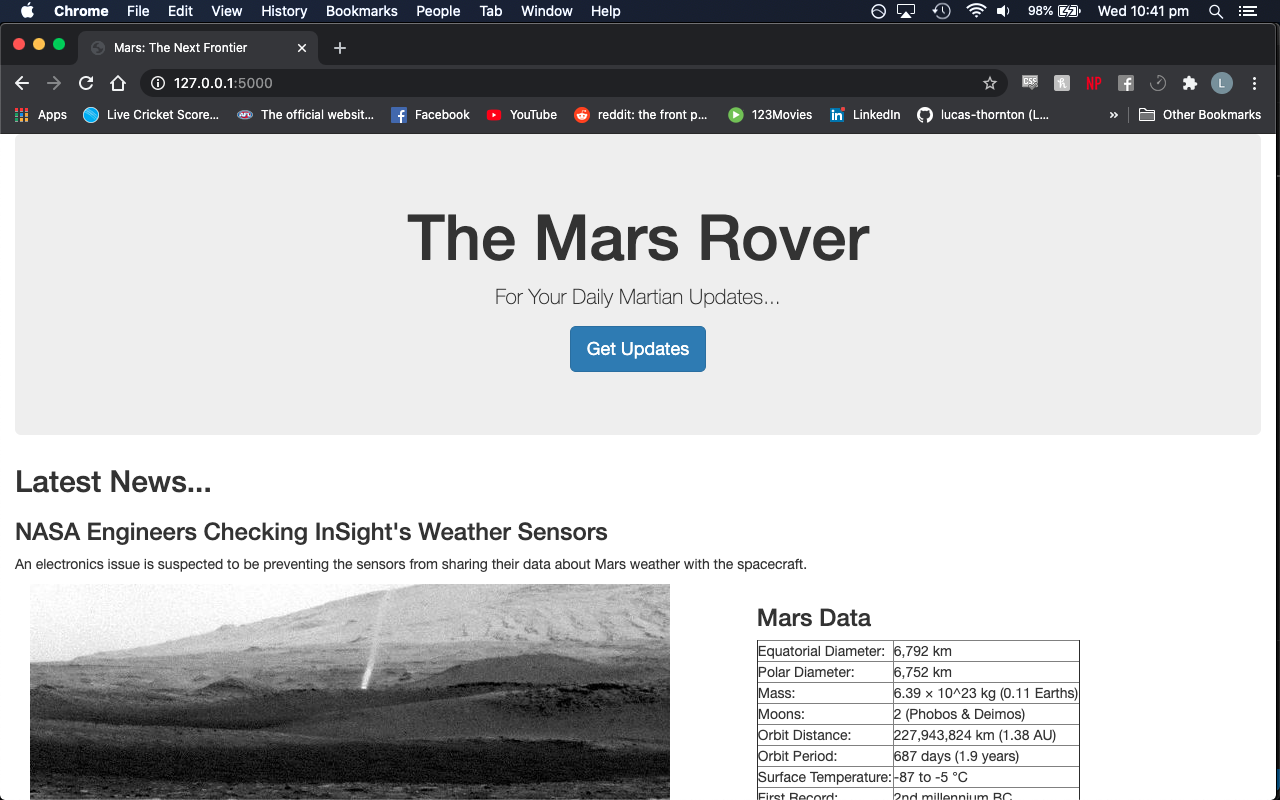 Chrome File Edit View History Bookmarks People Tab Window Help 98% Wed 10:41 pm
Mars: The Next Frontier
127.0.0.1:5000 GSF NP L
Apps Live Cricket Score... AFL The official websit... Facebook YouTube reddit: the front p... 123Movies LinkedIn lucas-thornton (L... » Other Bookmarks
The Mars Rover
For Your Daily Martian Updates...
Get Updates
Latest News...
NASA Engineers Checking InSight's Weather Sensors
An electronics issue is suspected to be preventing the sensors from sharing their data about Mars weather with the spacecraft.
Mars Data
Equatorial Diameter: 6,792 km
Polar Diameter: 6,752 km
Mass: 6.39 × 10^23 kg (0.11 Earths)
Moons: 2 (Phobos & Deimos)
Orbit Distance: 227,943,824 km (1.38 AU)
Orbit Period: 687 days (1.9 years)
Surface Temperature: -87 to -5 °C
First Record: 2nd millennium BC